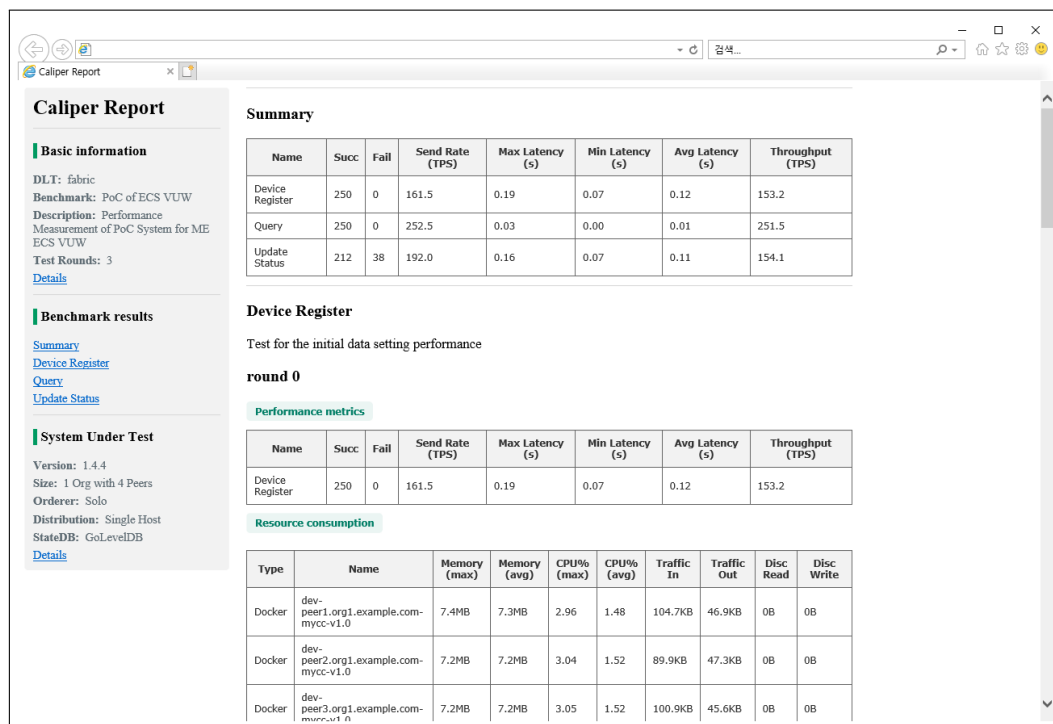 검색...
Caliper Report
Caliper Report
Basic information
DLT: fabric
Benchmark: PoC of ECS VUW
Description: Performance
Measurement of PoC System for ME
ECS VUW
Test Rounds: 3
Details
Benchmark results
Summary
Device Register
Query
Update Status
System Under Test
Version: 1.4.4
Size: 1 Org with 4 Peers
Orderer: Solo
Distribution: Single Host
StateDB: GoLevelDB
Details
Summary
Name Succ Fail Send Rate (TPS) Max Latency (s) Min Latency (s) Avg Latency (s) Throughput (TPS)
Device Register 250 0 161.5 0.19 0.07 0.12 153.2
Query 250 0 252.5 0.03 0.00 0.01 251.5
Update Status 212 38 192.0 0.16 0.07 0.11 154.1
Device Register
Test for the initial data setting performance
round 0
Performance metrics
Name Succ Fail Send Rate (TPS) Max Latency (s) Min Latency (s) Avg Latency (s) Throughput (TPS)
Device Register 250 0 161.5 0.19 0.07 0.12 153.2
Resource consumption
Type Name Memory (max) Memory (avg) CPU% (max) CPU% (avg) Traffic In Traffic Out Disc Read Disc Write
Docker dev-peer1.org1.example.com-mycc-v1.0 7.4MB 7.3MB 2.96 1.48 104.7KB 46.9KB 0B 0B
Docker dev-peer2.org1.example.com-mycc-v1.0 7.2MB 7.2MB 3.04 1.52 89.9KB 47.3KB 0B 0B
Docker dev-peer3.org1.example.com-mycc-v1.0 7.2MB 7.2MB 3.05 1.52 100.9KB 45.6KB 0B 0B